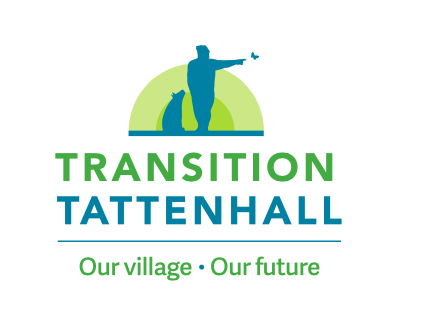 TRANSITION
TATTENHALL
Our village • Our future